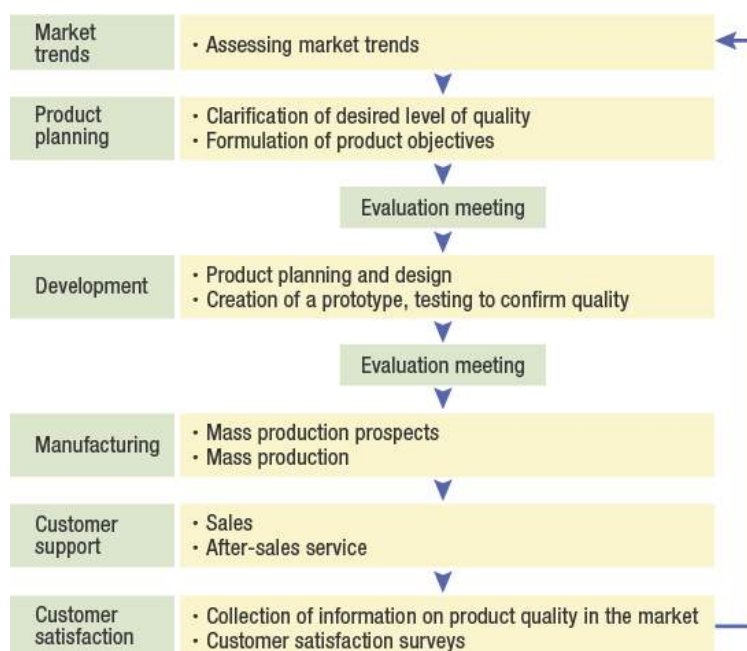 Market
trends
・Assessing market trends
Product
planning
・Clarification of desired level of quality
・Formulation of product objectives
Evaluation meeting
Development
・Product planning and design
・Creation of a prototype, testing to confirm quality
Evaluation meeting
Manufacturing
・Mass production prospects
・Mass production
Customer
support
・Sales
・After-sales service
Customer
satisfaction
・Collection of information on product quality in the market
・Customer satisfaction surveys